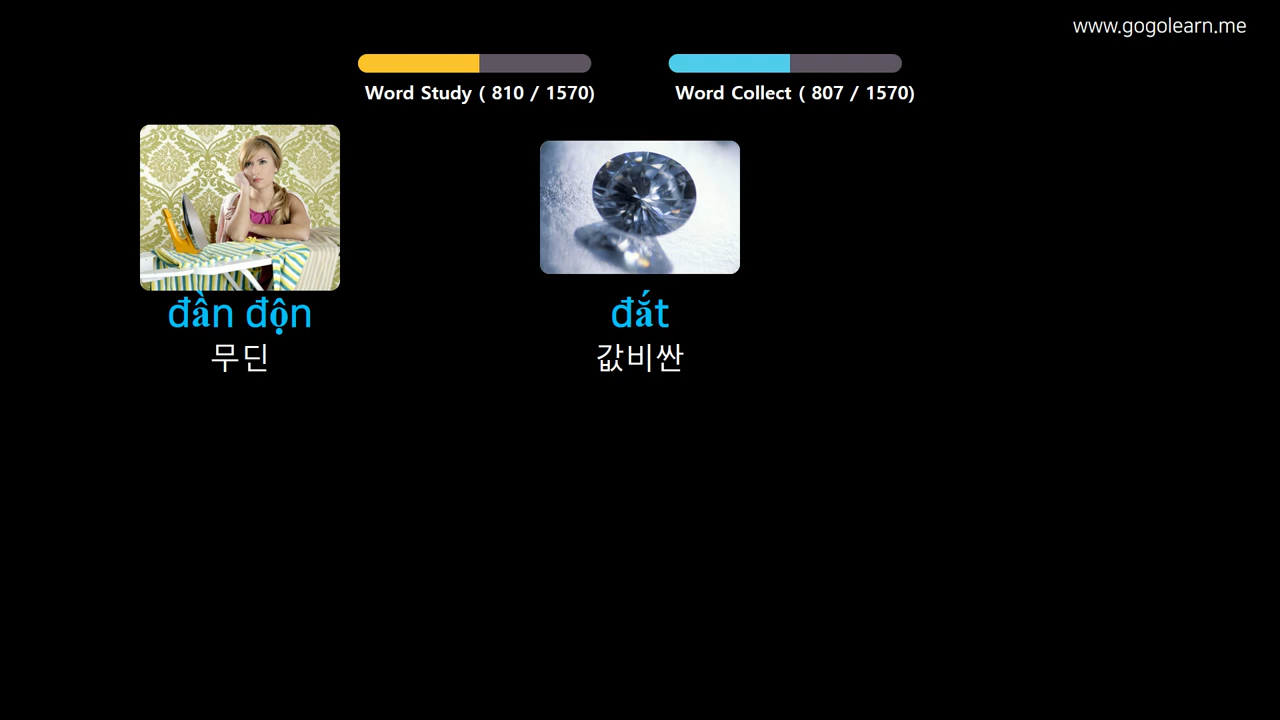 www.gogolearn.me
Word Study ( 810 / 1570)
Word Collect ( 807 / 1570)
đần độn
무딘
đắt
값비싼